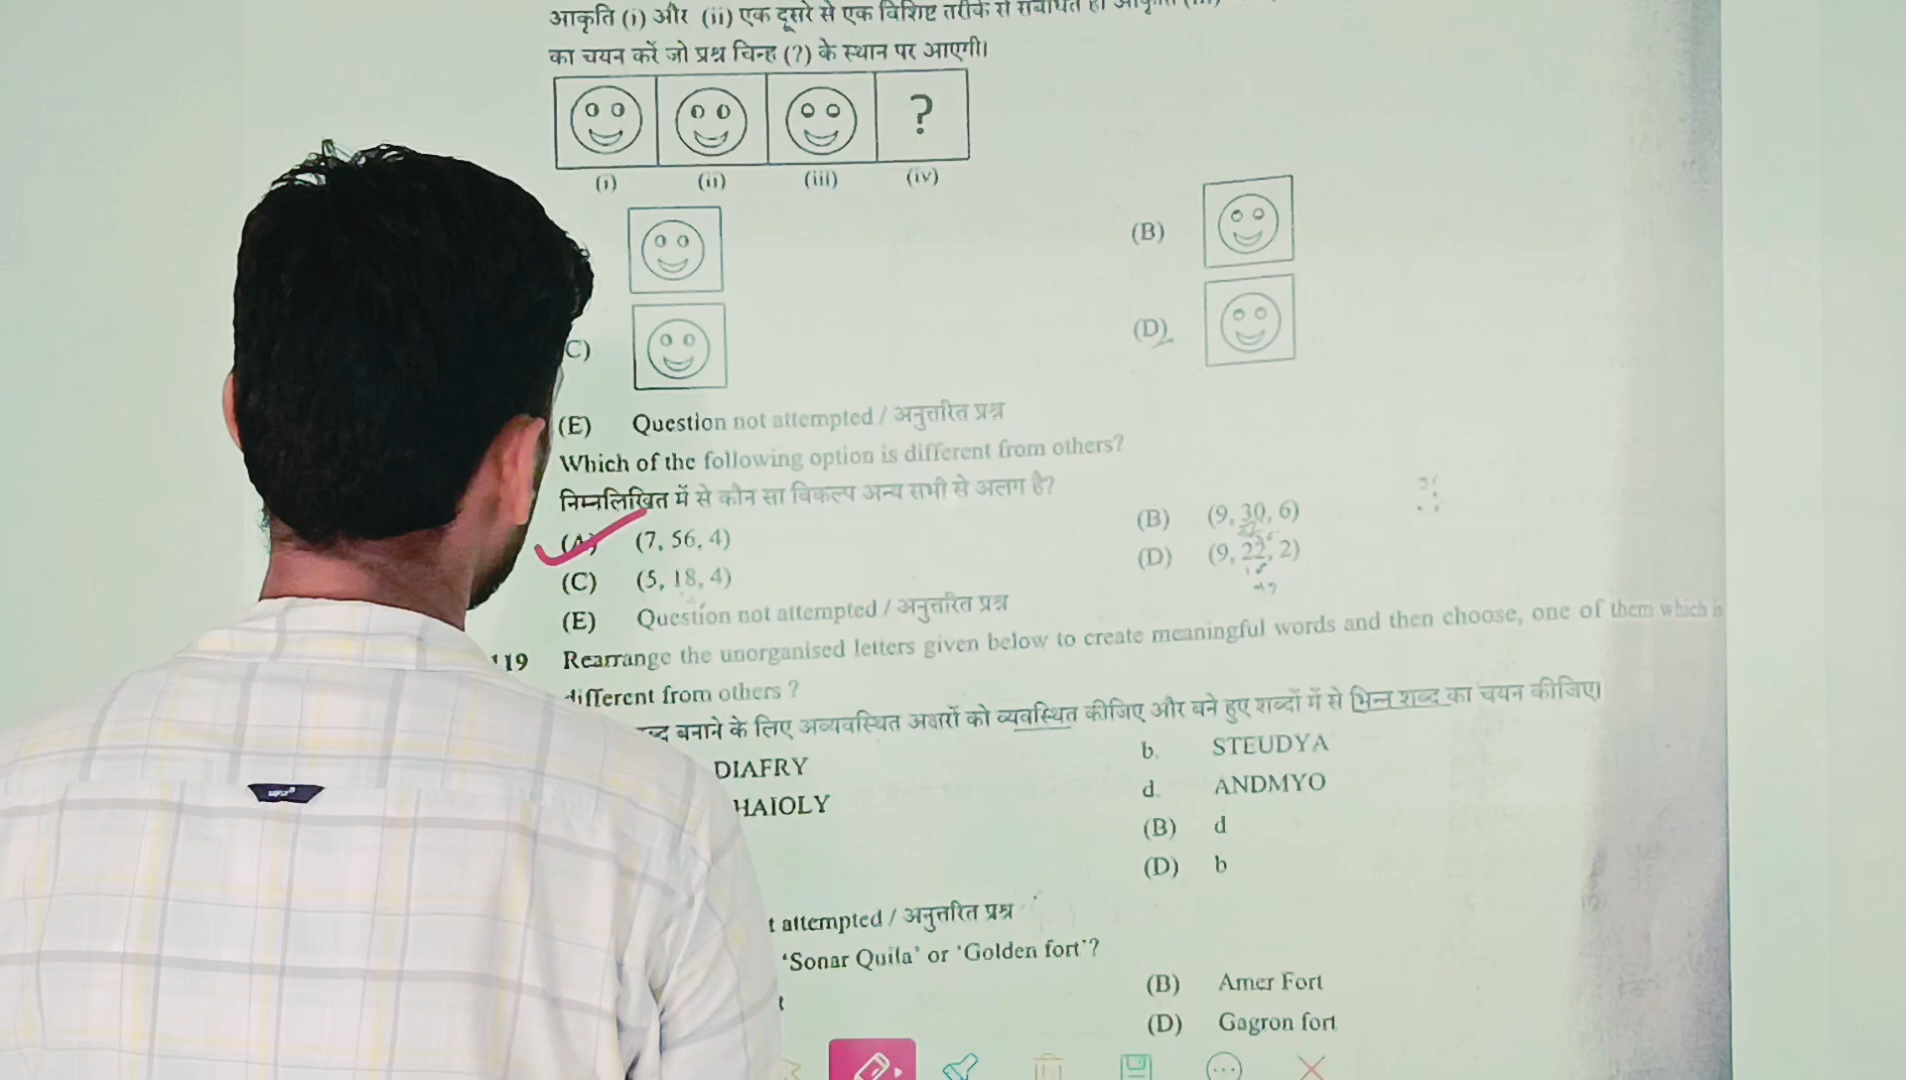 आकृति (i) और (ii) एक दूसरे से एक विशिष्ट तरीके से संबंधित हैं। आकृति (iii)
का चयन करें जो प्रश्न चिन्ह (?) के स्थान पर आएगी।
?
(i) (ii) (iii) (iv)
(B)
C) (D)
(E) Question not attempted / अनुत्तरित प्रश्न
Which of the following option is different from others?
निम्नलिखित में से कौन सा विकल्प अन्य सभी से अलग है?
(A) (7, 56, 4) (B) (9, 30, 6)
(C) (5, 18, 4) (D) (9, 22, 2)
(E) Question not attempted / अनुत्तरित प्रश्न
119 Rearrange the unorganised letters given below to create meaningful words and then choose, one of them which is
different from others ?
बनाने के लिए अव्यवस्थित अक्षरों को व्यवस्थित कीजिए और बने हुए शब्दों में से भिन्न शब्द का चयन कीजिए।
DIAFRY b. STEUDYA
HAIOLY d. ANDMYO
(B) d
(D) b
t attempted / अनुत्तरित प्रश्न
'Sonar Quila' or 'Golden fort'?
t (B) Amer Fort
(D) Gagron fort